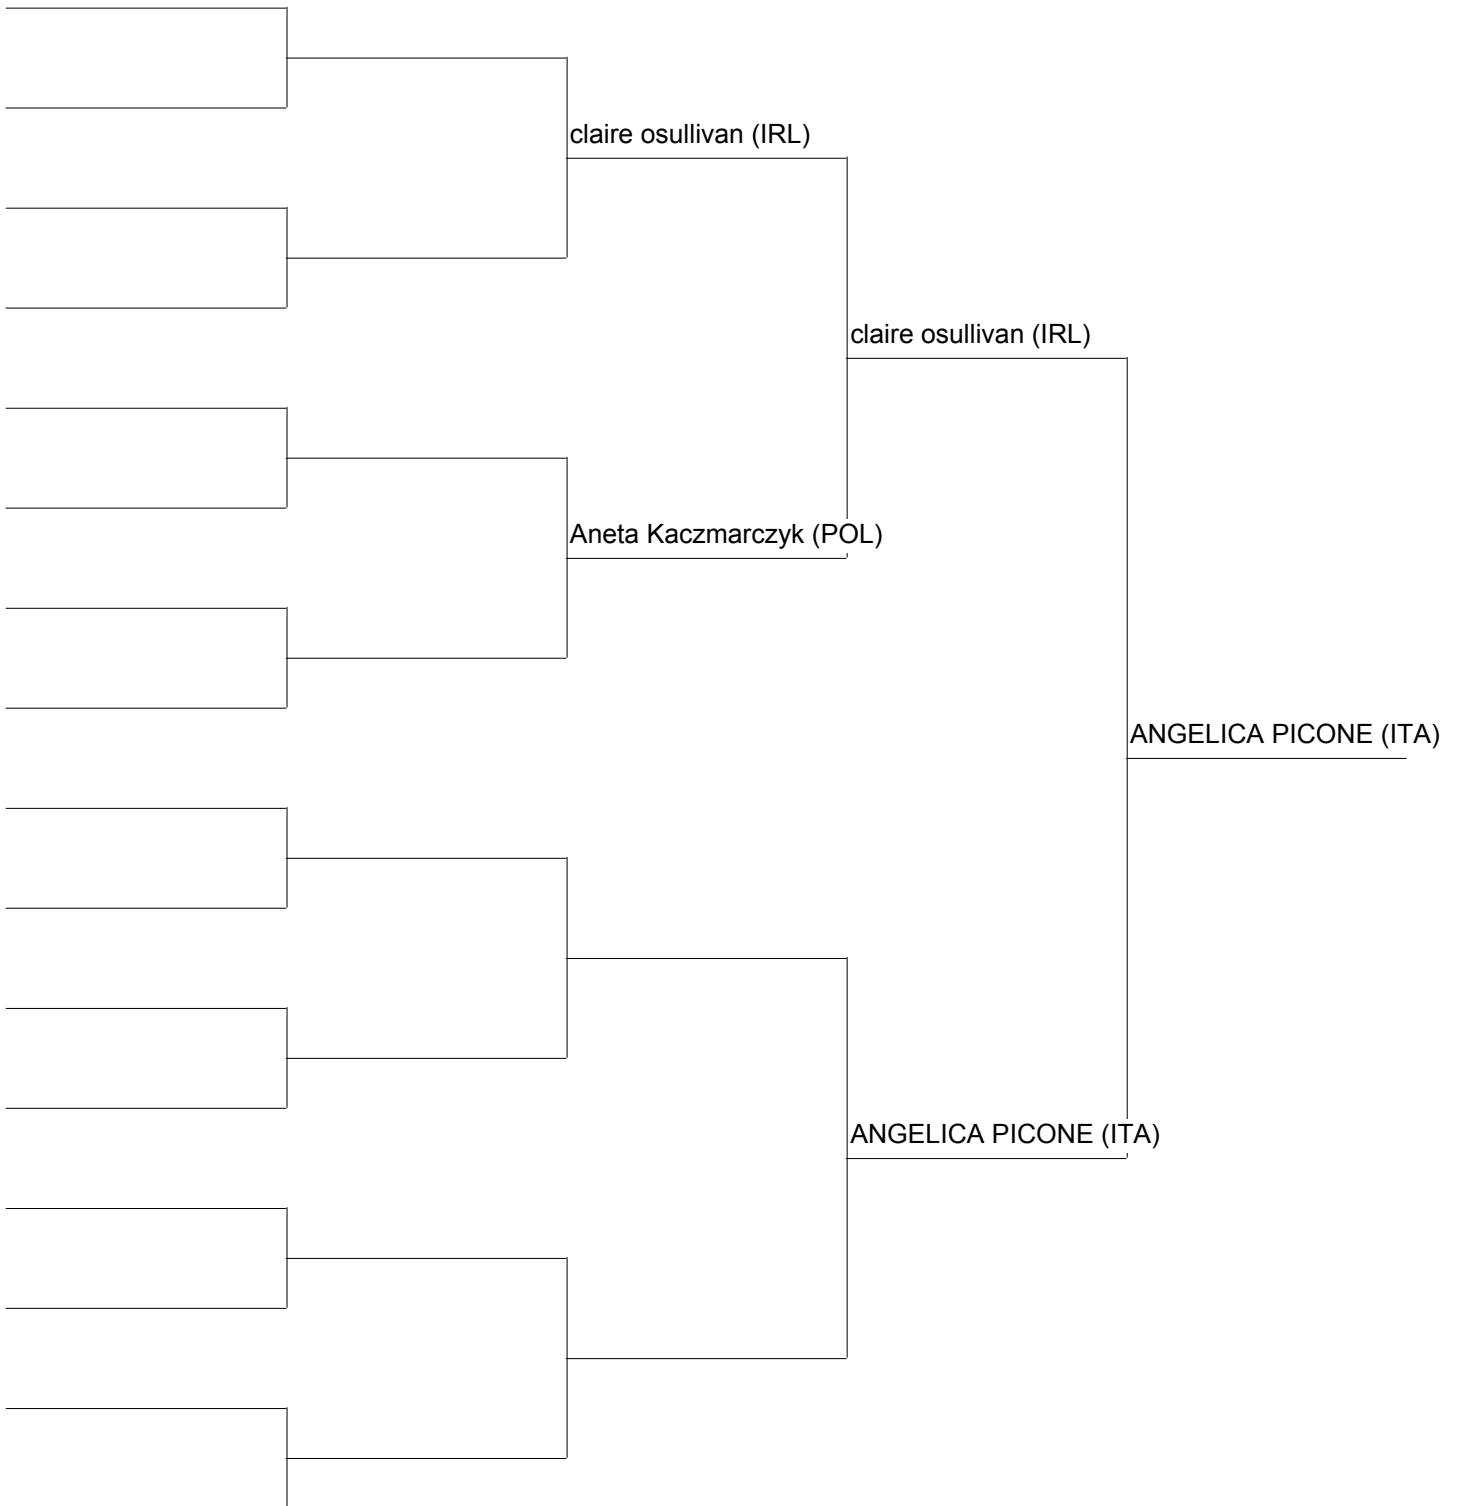 claire osullivan (IRL)
claire osullivan (IRL)
Aneta Kaczmarczyk (POL)
ANGELICA PICONE (ITA)
ANGELICA PICONE (ITA)